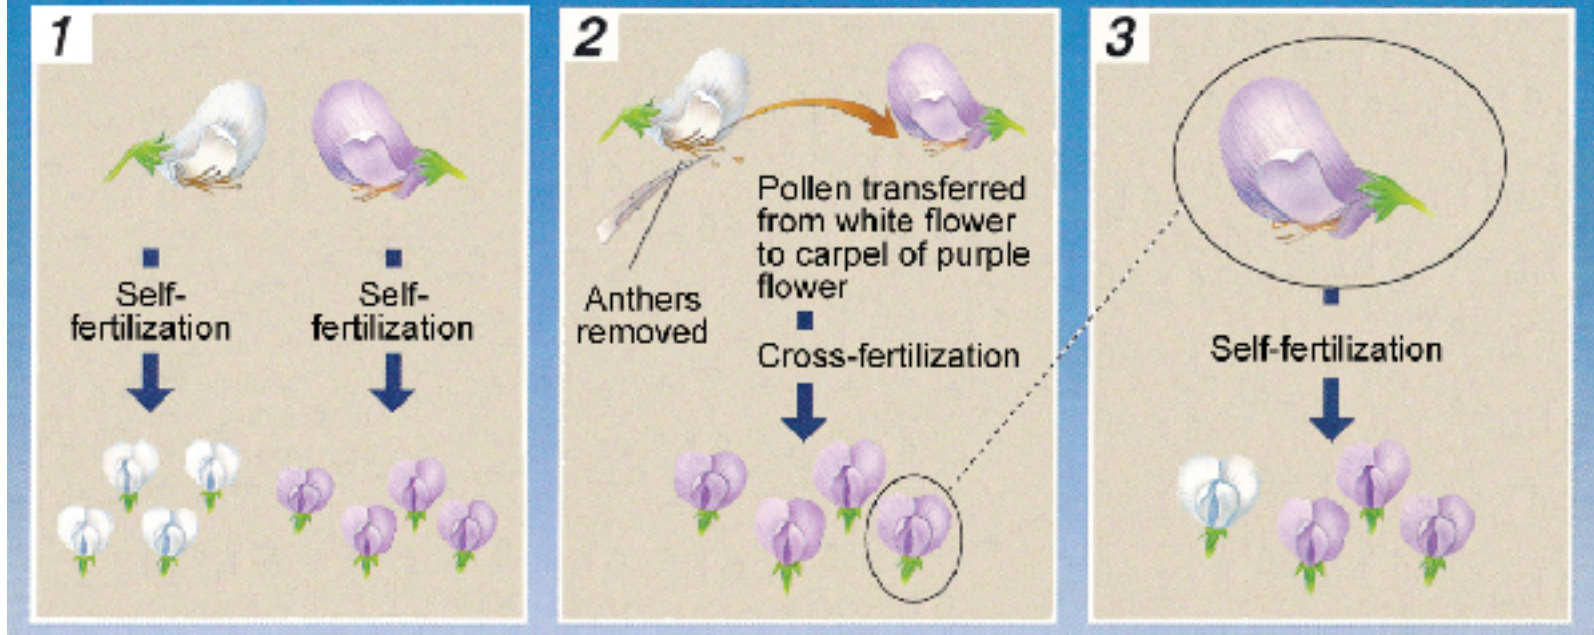 1
Self-
fertilization
Self-
fertilization
2
Anthers
removed
Pollen transferred
from white flower
to carpel of purple
flower
Cross-fertilization
3
Self-fertilization